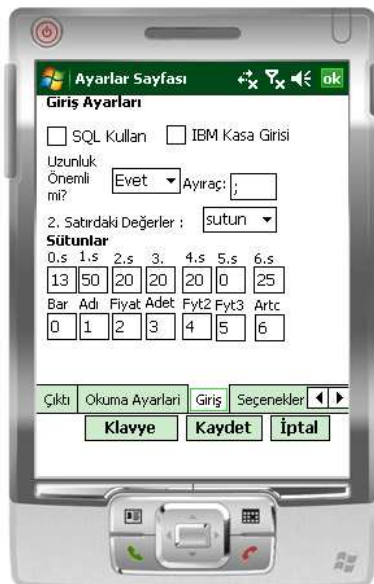 Ayarlar Sayfası ok
Giriş Ayarları
SQL Kullan IBM Kasa Girisi
Uzunluk
Önemli
mi?
Evet Ayıraç: ;
2. Satırdaki Değerler : sutun
Sütunlar
0.s 1.s 2.s 3. 4.s 5.s 6.s
13 50 20 20 20 0 25
Bar Adı Fiyat Adet Fyt2 Fyt3 Artc
0 1 2 3 4 5 6
Çıktı Okuma Ayarlari Giriş Seçenekler
Klavye Kaydet İptal